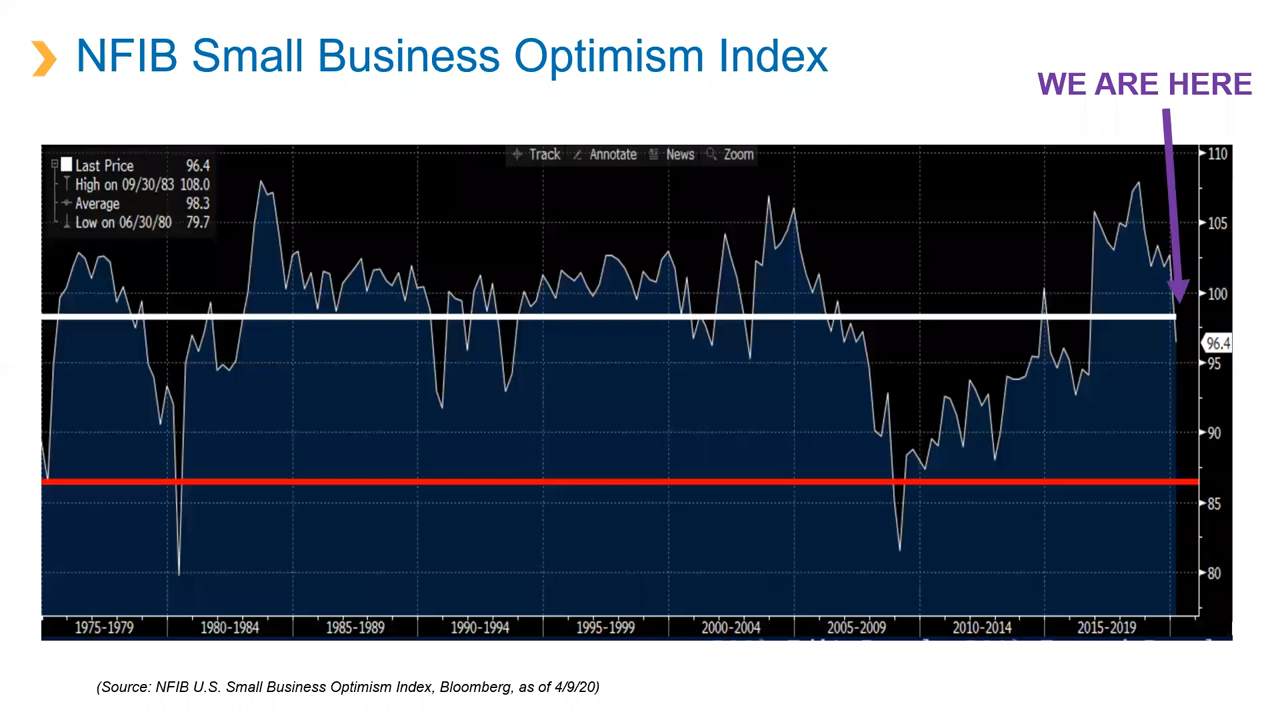 NFIB Small Business Optimism Index
WE ARE HERE
Track Annotate News Zoom
Last Price 96.4
High on 09/30/83 108.0
Average 98.3
Low on 06/30/80 79.7
110
105
100
96.4
95
90
85
80
1975-1979 1980-1984 1985-1989 1990-1994 1995-1999 2000-2004 2005-2009 2010-2014 2015-2019
(Source: NFIB U.S. Small Business Optimism Index, Bloomberg, as of 4/9/20)